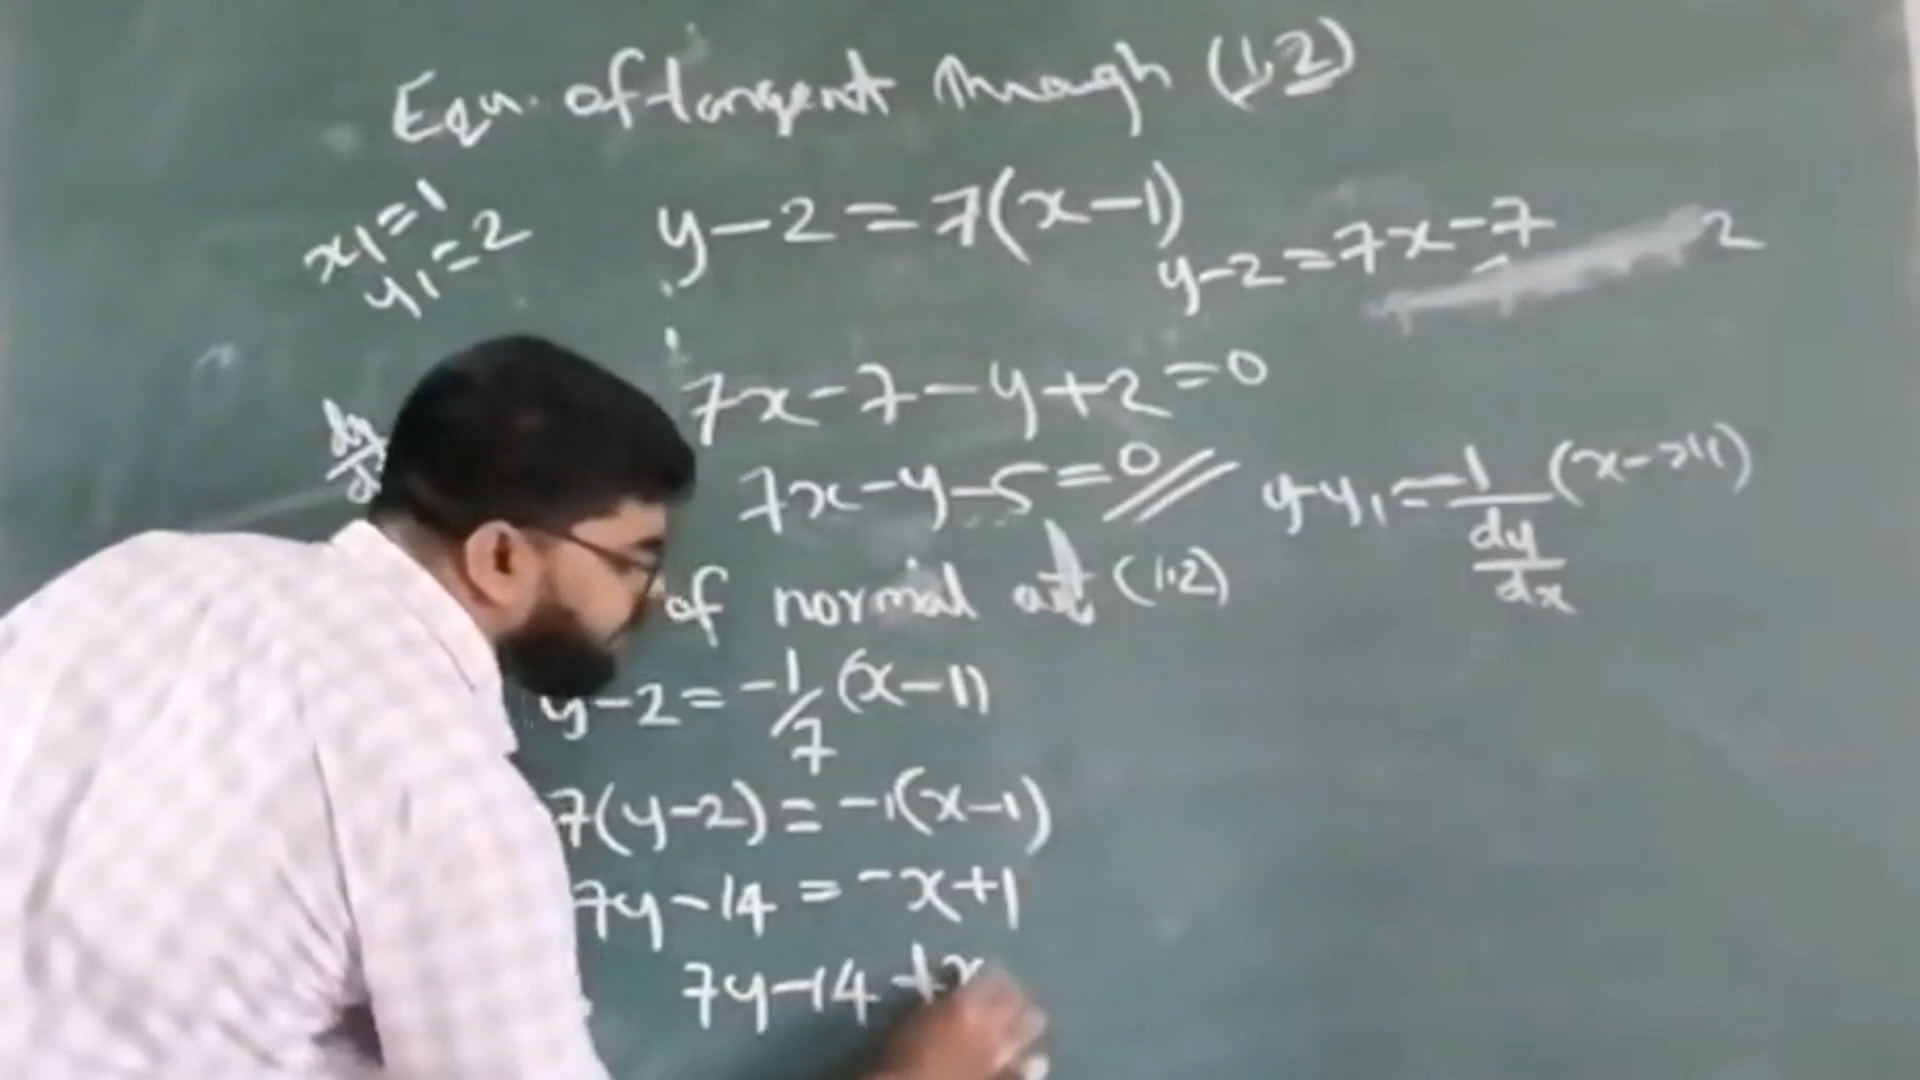 Equ. of tangent through (1,2)
x1=1
y1=2
y-2=7(x-1)
y-2=7x-7
2
7x-7-y+2=0
dy
7x-y-5=0//
y-y1=-1/(dy/dx)(x-x1)
of normal at (1,2)
y-2=-1/7(x-1)
7(y-2)=-1(x-1)
7y-14=-x+1
7y-14+x